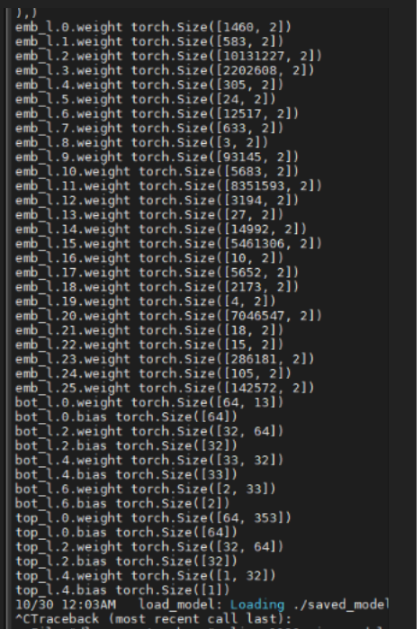 ),)
emb_l.0.weight torch.Size([1460, 2])
emb_l.1.weight torch.Size([583, 2])
emb_l.2.weight torch.Size([10131227, 2])
emb_l.3.weight torch.Size([2202608, 2])
emb_l.4.weight torch.Size([305, 2])
emb_l.5.weight torch.Size([24, 2])
emb_l.6.weight torch.Size([12517, 2])
emb_l.7.weight torch.Size([633, 2])
emb_l.8.weight torch.Size([3, 2])
emb_l.9.weight torch.Size([93145, 2])
emb_l.10.weight torch.Size([5683, 2])
emb_l.11.weight torch.Size([8351593, 2])
emb_l.12.weight torch.Size([3194, 2])
emb_l.13.weight torch.Size([27, 2])
emb_l.14.weight torch.Size([14992, 2])
emb_l.15.weight torch.Size([5461306, 2])
emb_l.16.weight torch.Size([10, 2])
emb_l.17.weight torch.Size([5652, 2])
emb_l.18.weight torch.Size([2173, 2])
emb_l.19.weight torch.Size([4, 2])
emb_l.20.weight torch.Size([7046547, 2])
emb_l.21.weight torch.Size([18, 2])
emb_l.22.weight torch.Size([15, 2])
emb_l.23.weight torch.Size([286181, 2])
emb_l.24.weight torch.Size([105, 2])
emb_l.25.weight torch.Size([142572, 2])
bot_l.0.weight torch.Size([64, 13])
bot_l.0.bias torch.Size([64])
bot_l.2.weight torch.Size([32, 64])
bot_l.2.bias torch.Size([32])
bot_l.4.weight torch.Size([33, 32])
bot_l.4.bias torch.Size([33])
bot_l.6.weight torch.Size([2, 33])
bot_l.6.bias torch.Size([2])
top_l.0.weight torch.Size([64, 353])
top_l.0.bias torch.Size([64])
top_l.2.weight torch.Size([32, 64])
top_l.2.bias torch.Size([32])
top_l.4.weight torch.Size([1, 32])
top_l.4.bias torch.Size([1])
10/30 12:03AM   load_model: Loading ./saved_model
^CTraceback (most recent call last):